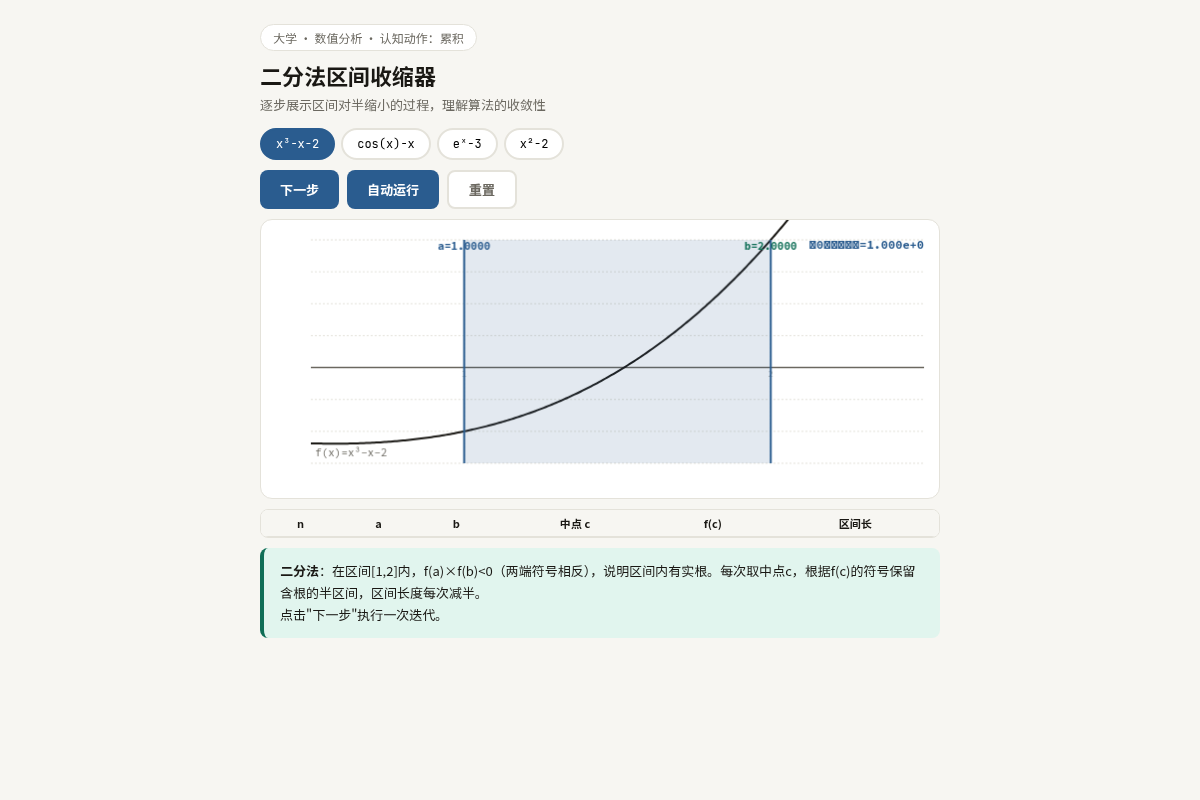 大学 · 数值分析 · 认知动作：累积
二分法区间收缩器
逐步展示区间对半缩小的过程，理解算法的收敛性
x³-x-2 cos(x)-x eˣ-3 x²-2
下一步 自动运行 重置
a=1.0000 b=2.0000 0 =1.000e+0
f(x)=x³-x-2
n a b 中点 c f(c) 区间长
二分法：在区间[1,2]内，f(a)×f(b)<0（两端符号相反），说明区间内有实根。每次取中点c，根据f(c)的符号保留
含根的半区间，区间长度每次减半。
点击"下一步"执行一次迭代。